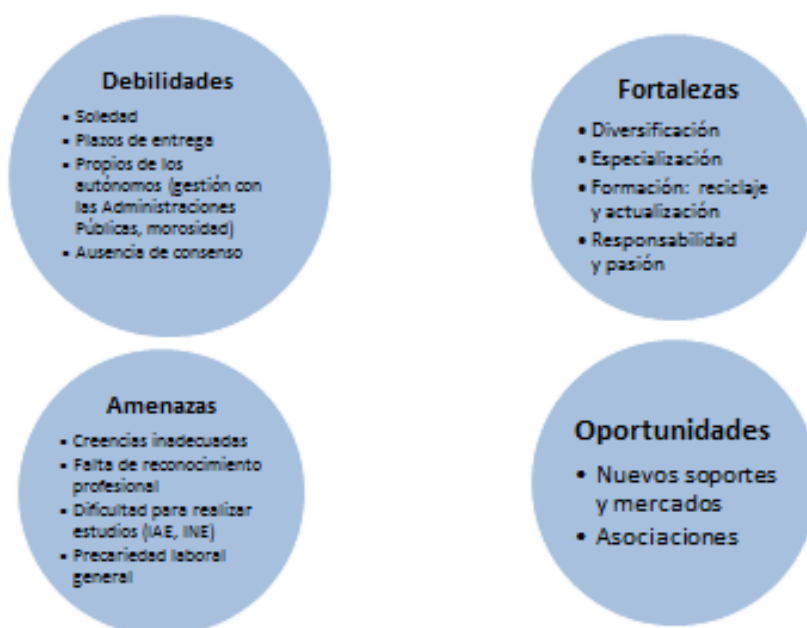 Debilidades
• Soledad
• Plazos de entrega
• Propios de los
autónomos (gestión con
las Administraciones
Públicas, morosidad)
• Ausencia de consenso
Fortalezas
• Diversificación
• Especialización
• Formación: reciclaje
y actualización
• Responsabilidad
y pasión
Amenazas
• Creencias inadecuadas
• Falta de reconocimiento
profesional
• Dificultad para realizar
estudios (IAE, INE)
• Precariedad laboral
general
Oportunidades
• Nuevos soportes
y mercados
• Asociaciones